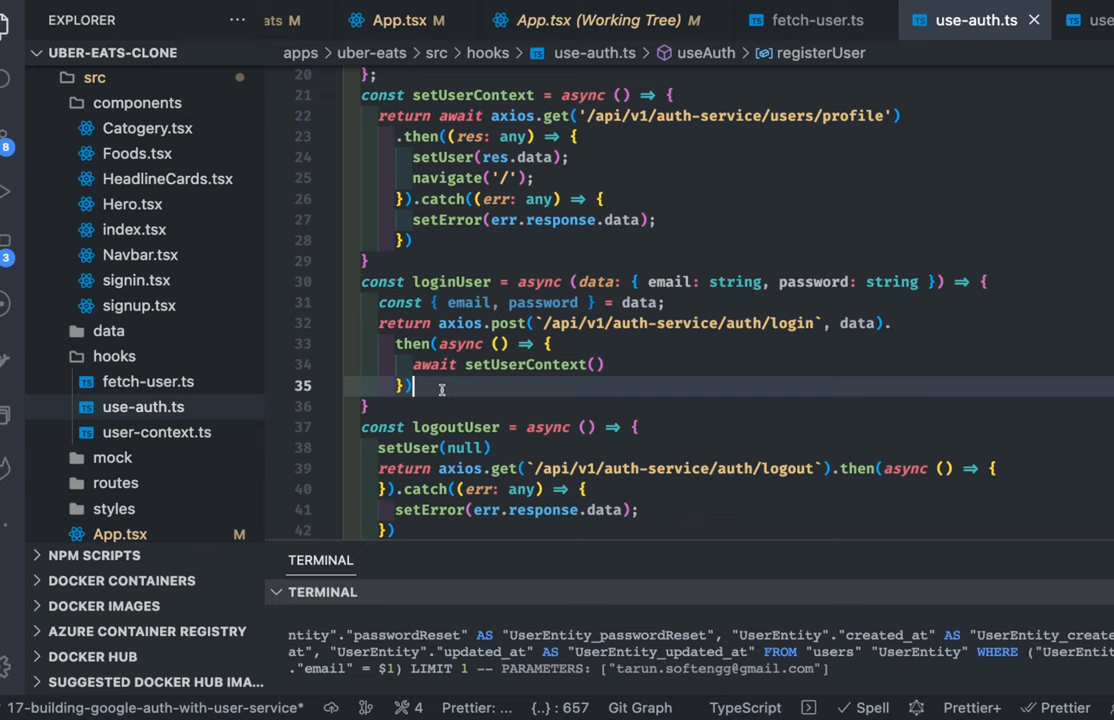 EXPLORER
UBER-EATS-CLONE
src
components
Catogery.tsx
Foods.tsx
HeadlineCards.tsx
Hero.tsx
index.tsx
Navbar.tsx
signin.tsx
signup.tsx
data
hooks
fetch-user.ts
use-auth.ts
user-context.ts
mock
routes
styles
App.tsx M
NPM SCRIPTS
DOCKER CONTAINERS
DOCKER IMAGES
AZURE CONTAINER REGISTRY
DOCKER HUB
SUGGESTED DOCKER HUB IMA...
8
3
M App.tsx M App.tsx (Working Tree) M fetch-user.ts use-auth.ts
apps uber-eats src hooks use-auth.ts useAuth registerUser
20 };
21 const setUserContext = async () => {
22 return await axios.get('/api/v1/auth-service/users/profile')
23 .then((res: any) => {
24 setUser(res.data);
25 navigate('/');
26 }).catch((err: any) => {
27 setError(err.response.data);
28 })
29 }
30 const loginUser = async (data: { email: string, password: string }) => {
31 const { email, password } = data;
32 return axios.post(`/api/v1/auth-service/auth/login`, data).
33 then(async () => {
34 await setUserContext()
35 })
36 }
37 const logoutUser = async () => {
38 setUser(null)
39 return axios.get(`/api/v1/auth-service/auth/logout`).then(async () => {
40 }).catch((err: any) => {
41 setError(err.response.data);
42 })
TERMINAL
TERMINAL
ntity"."passwordReset" AS "UserEntity_passwordReset", "UserEntity"."created_at" AS "UserEntity_create
at", "UserEntity"."updated_at" AS "UserEntity_updated_at" FROM "users" "UserEntity" WHERE ("UserEnti
."email" = $1) LIMIT 1 -- PARAMETERS: ["tarun.softengg@gmail.com"]
17-building-google-auth-with-user-service* 4 Prettier: ... {..} : 657 Git Graph TypeScript Spell Prettier+ Prettier